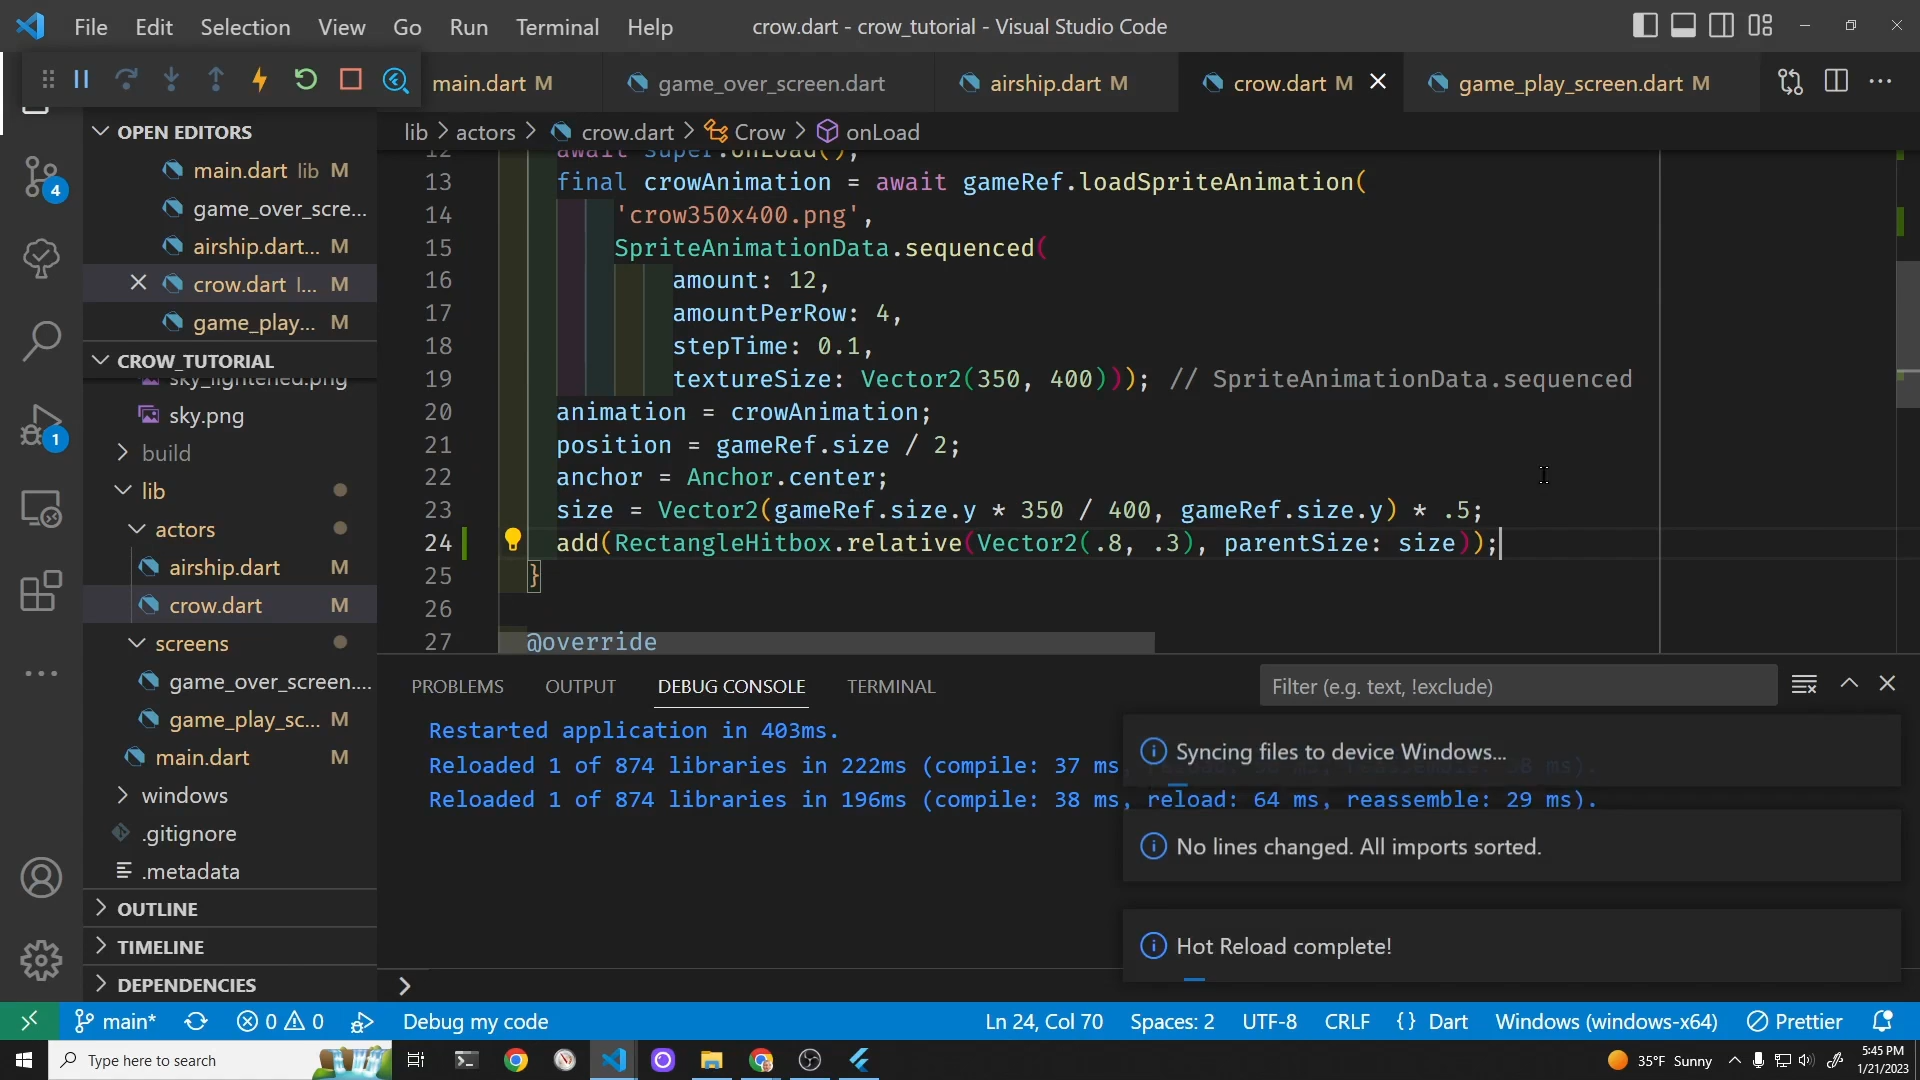 File Edit Selection View Go Run Terminal Help
crow.dart - crow_tutorial - Visual Studio Code
main.dart M
game_over_screen.dart
airship.dart M
crow.dart M
game_play_screen.dart M
OPEN EDITORS
main.dart lib M
game_over_scre...
airship.dart... M
crow.dart l... M
game_play... M
CROW_TUTORIAL
sky_lightened.png
sky.png
build
lib
actors
airship.dart M
crow.dart M
screens
game_over_screen....
game_play_sc... M
main.dart M
windows
.gitignore
.metadata
OUTLINE
TIMELINE
DEPENDENCIES
4
1
lib > actors > crow.dart > Crow > onLoad
12 await super.onLoad();
13 final crowAnimation = await gameRef.loadSpriteAnimation(
14 'crow350x400.png',
15 SpriteAnimationData.sequenced(
16 amount: 12,
17 amountPerRow: 4,
18 stepTime: 0.1,
19 textureSize: Vector2(350, 400))); // SpriteAnimationData.sequenced
20 animation = crowAnimation;
21 position = gameRef.size / 2;
22 anchor = Anchor.center;
23 size = Vector2(gameRef.size.y * 350 / 400, gameRef.size.y) * .5;
24 add(RectangleHitbox.relative(Vector2(.8, .3), parentSize: size));
25 }
26
27 @override
PROBLEMS OUTPUT DEBUG CONSOLE TERMINAL
Filter (e.g. text, !exclude)
Restarted application in 403ms.
Reloaded 1 of 874 libraries in 222ms (compile: 37 ms,
Reloaded 1 of 874 libraries in 196ms (compile: 38 ms, reload: 64 ms, reassemble: 29 ms).
Syncing files to device Windows...
No lines changed. All imports sorted.
Hot Reload complete!
main* 0 0 Debug my code
Ln 24, Col 70 Spaces: 2 UTF-8 CRLF {} Dart Windows (windows-x64) Prettier
Type here to search
35°F Sunny
5:45 PM
1/21/2023